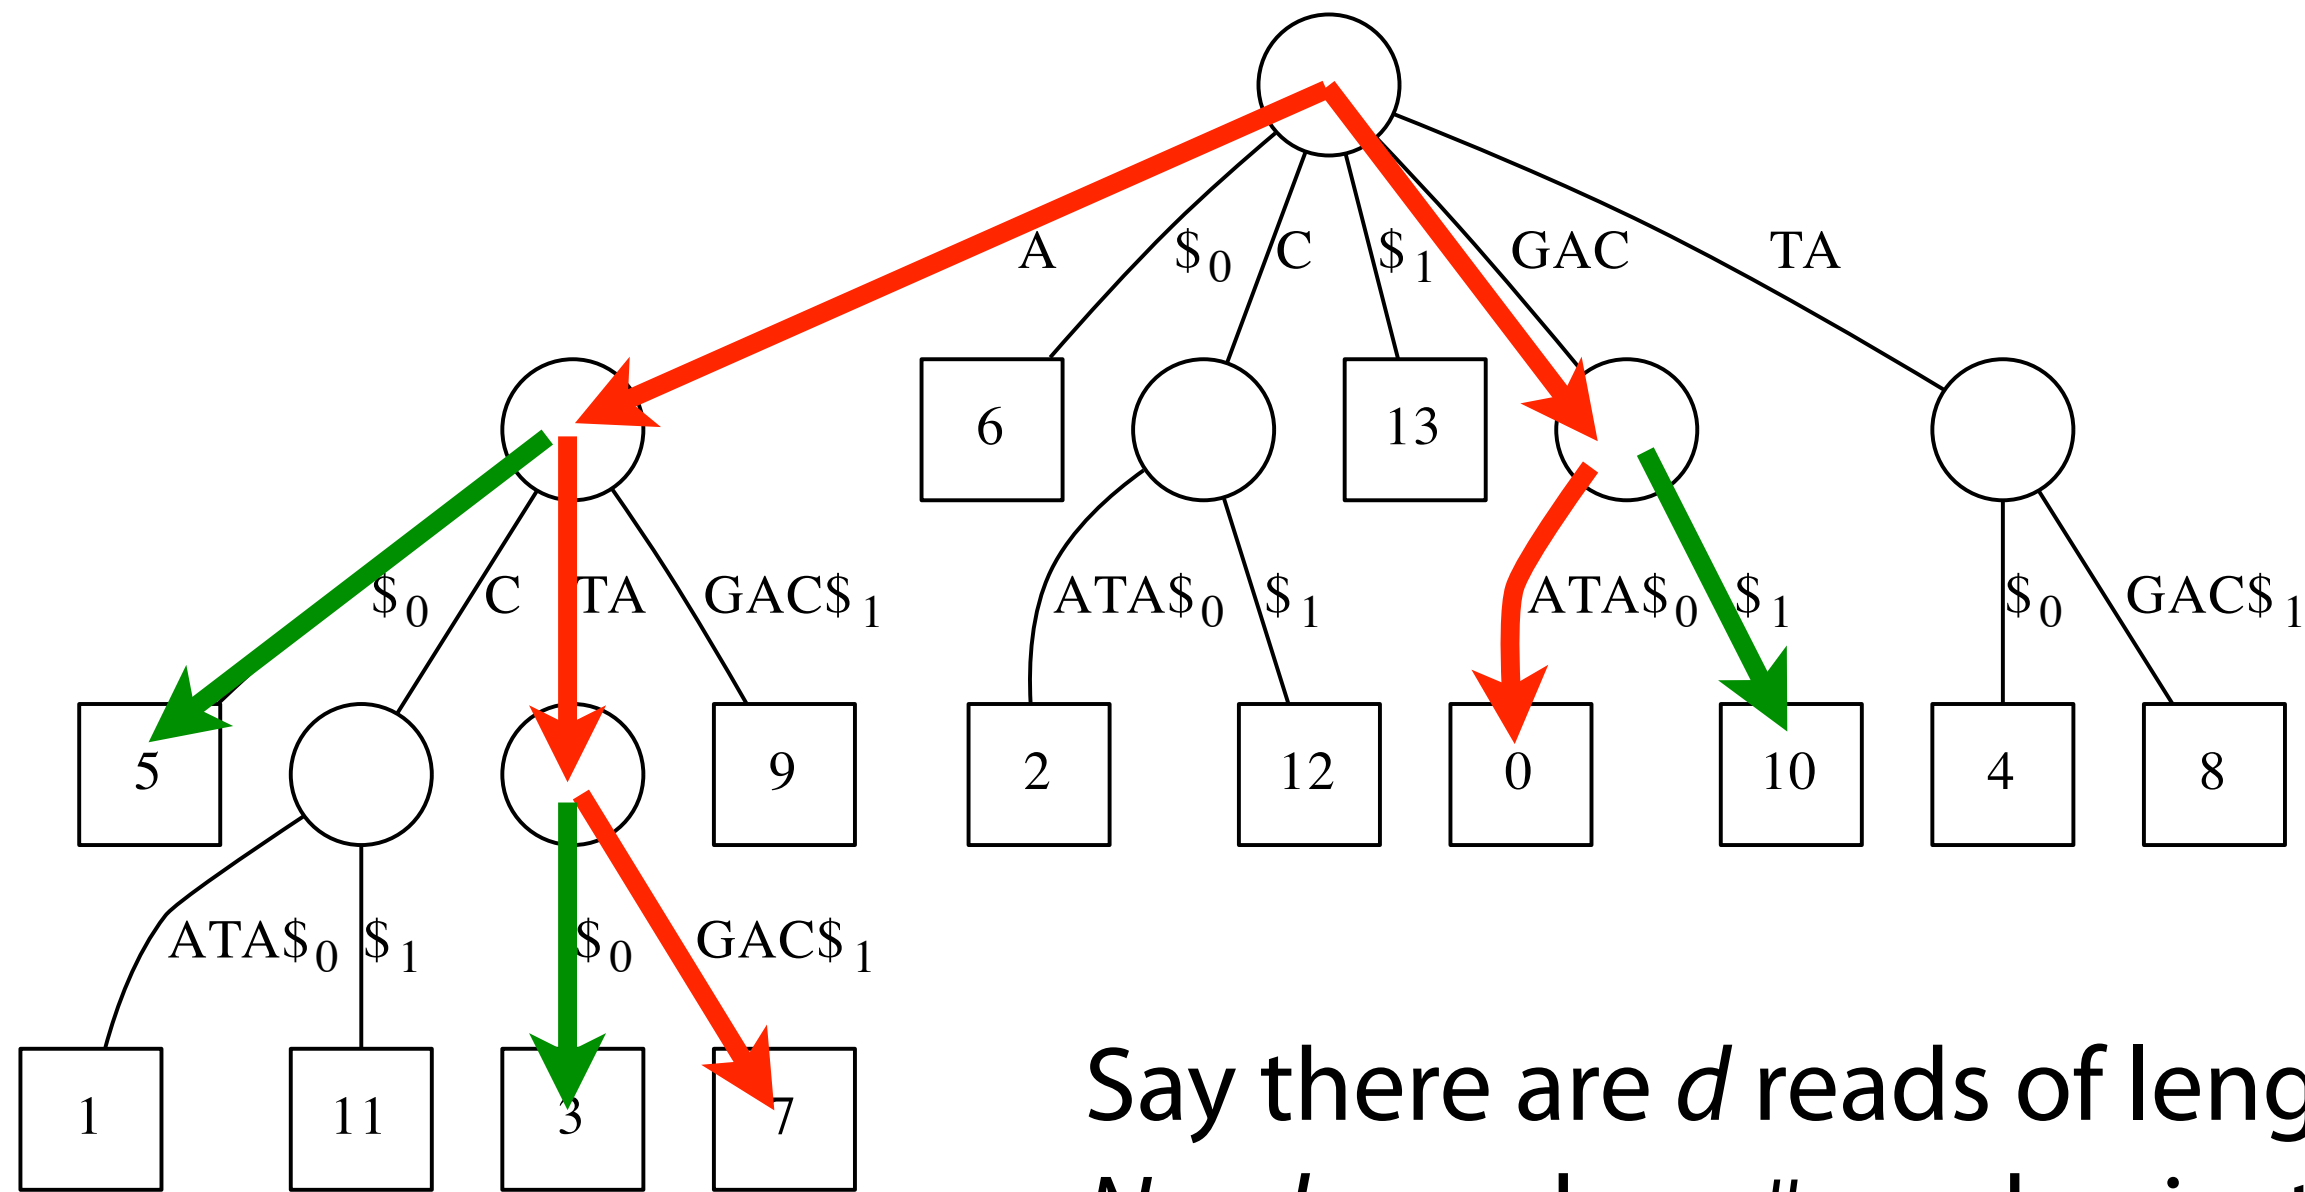 A $0 C $1 GAC TA
6 13
$0 C TA GAC$1 ATA$0 $1 ATA$0 $1 $0 GAC$1
5 9 2 12 0 10 4 8
ATA$0 $1 $0 GAC$1
1 11 3 7
Say there are d reads of leng